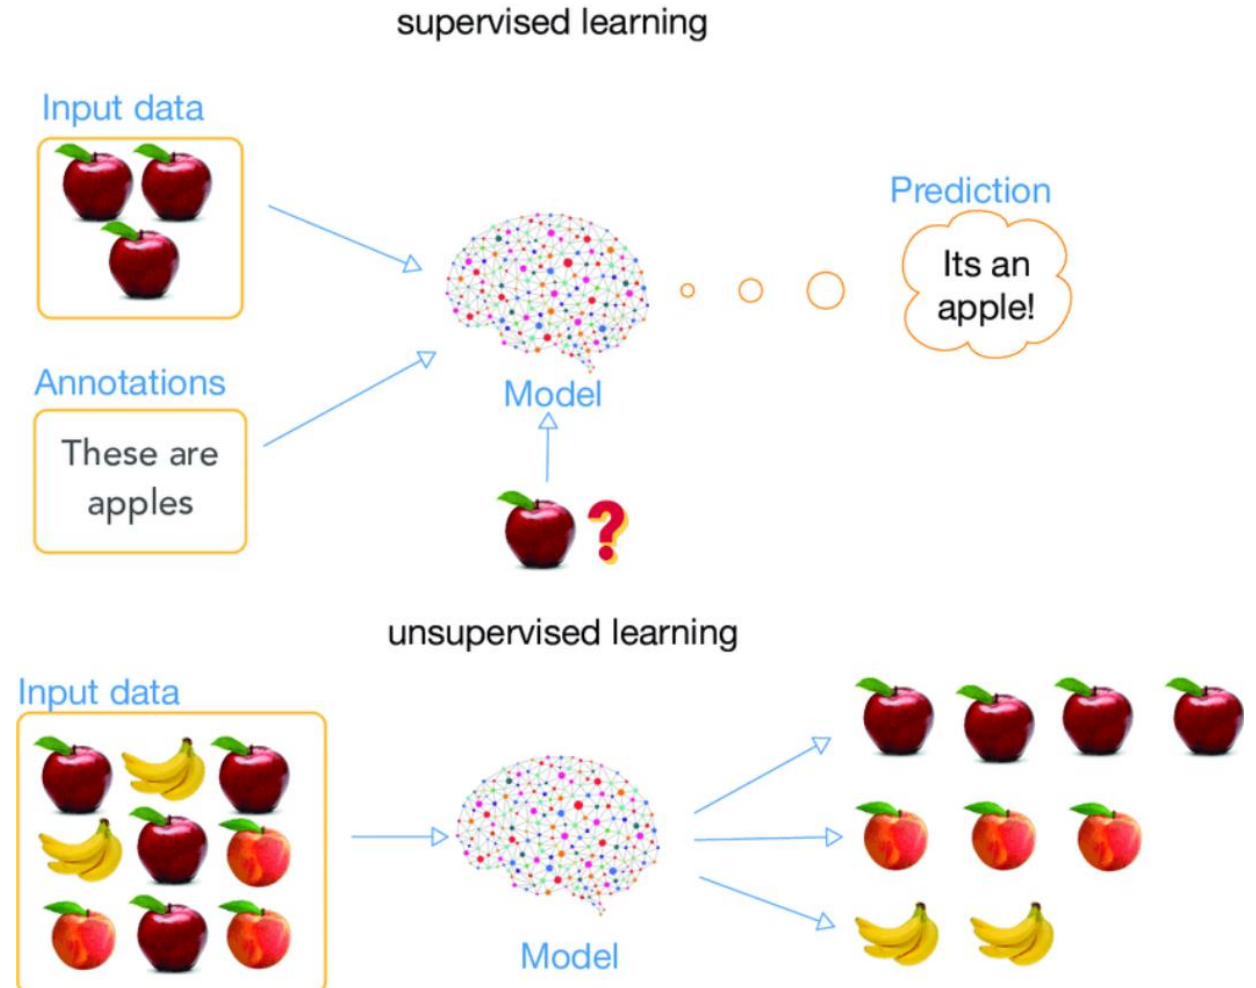 supervised learning
Input data
Prediction
Its an
apple!
Annotations
Model
These are
apples
?
unsupervised learning
Input data
Model